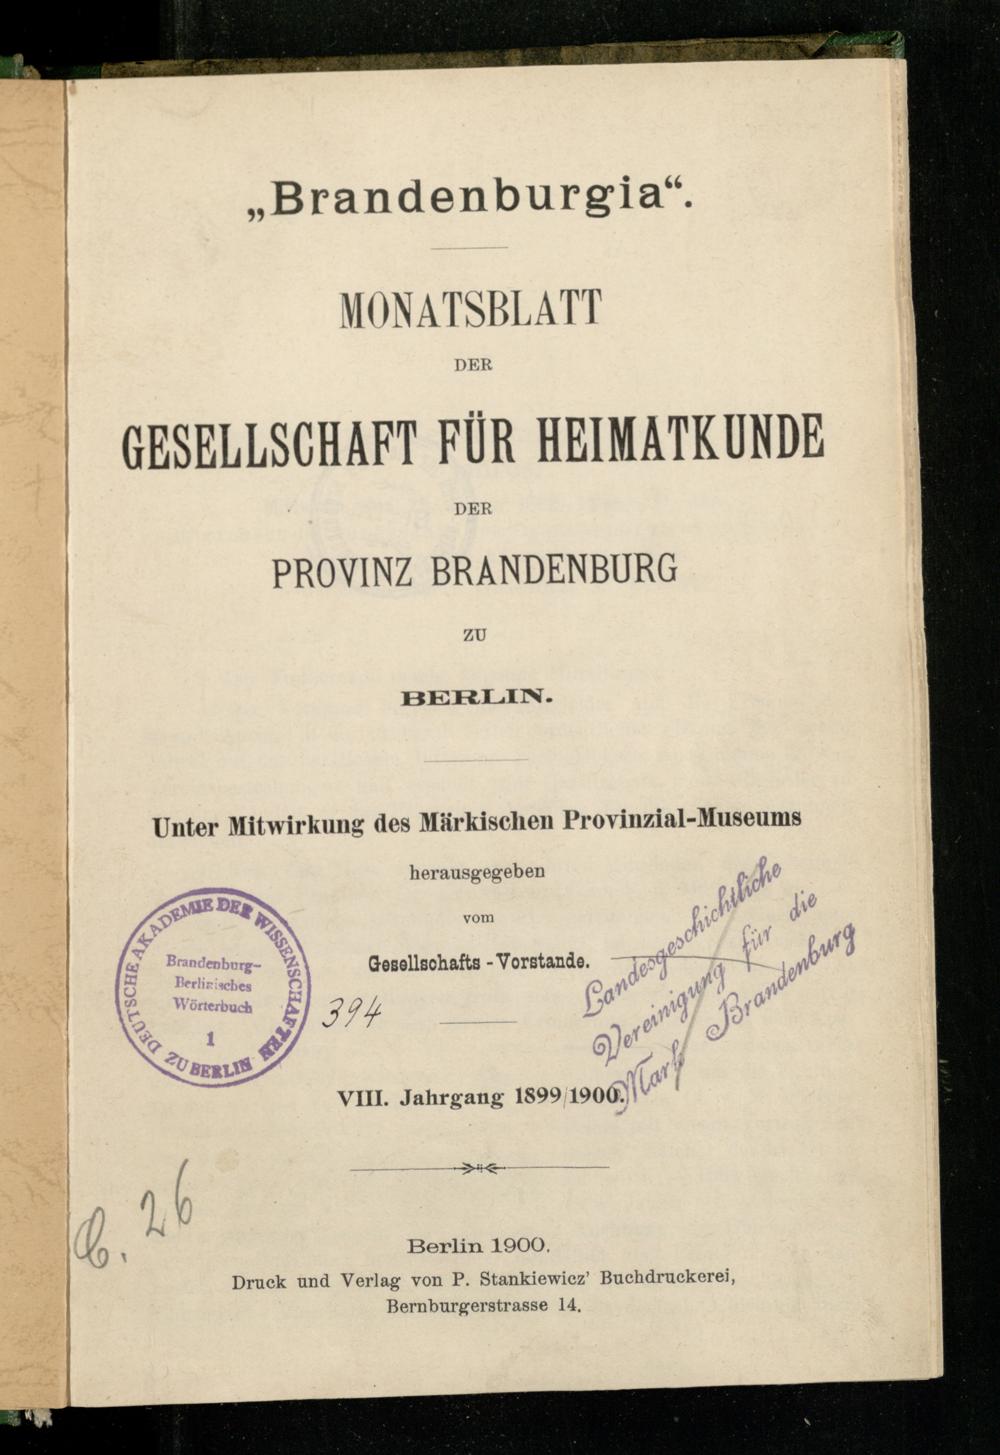 „Brandenburgia“.
MONATSBLATT
DER
GESELLSCHAFT FÜR HEIMATKUNDE
DER
PROVINZ BRANDENBURG
ZU
BERLIN.
Unter Mitwirkung des Märkischen Provinzial-Museums
herausgegeben
vom
Gesellschafts-Vorstande.
DEUTSCHE AKADEMIE DER WISSENSCHAFTEN
ZU BERLIN
Brandenburg-
Berlinisches
Wörterbuch
1
394
Landesgeschichtliche
Vereinigung für die
Mark Brandenburg
VIII. Jahrgang 1899/1900.
C. 26
Berlin 1900.
Druck und Verlag von P. Stankiewicz’ Buchdruckerei,
Bernburgerstrasse 14.